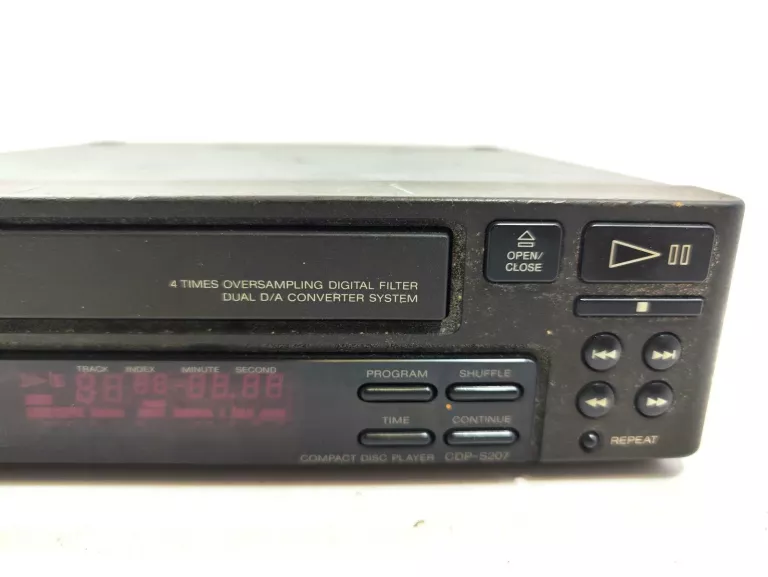 OPEN/
CLOSE
4 TIMES OVERSAMPLING DIGITAL FILTER
DUAL D/A CONVERTER SYSTEM
TRACK INDEX MINUTE SECOND
PROGRAM SHUFFLE
TIME CONTINUE
REPEAT
COMPACT DISC PLAYER CDP-S207